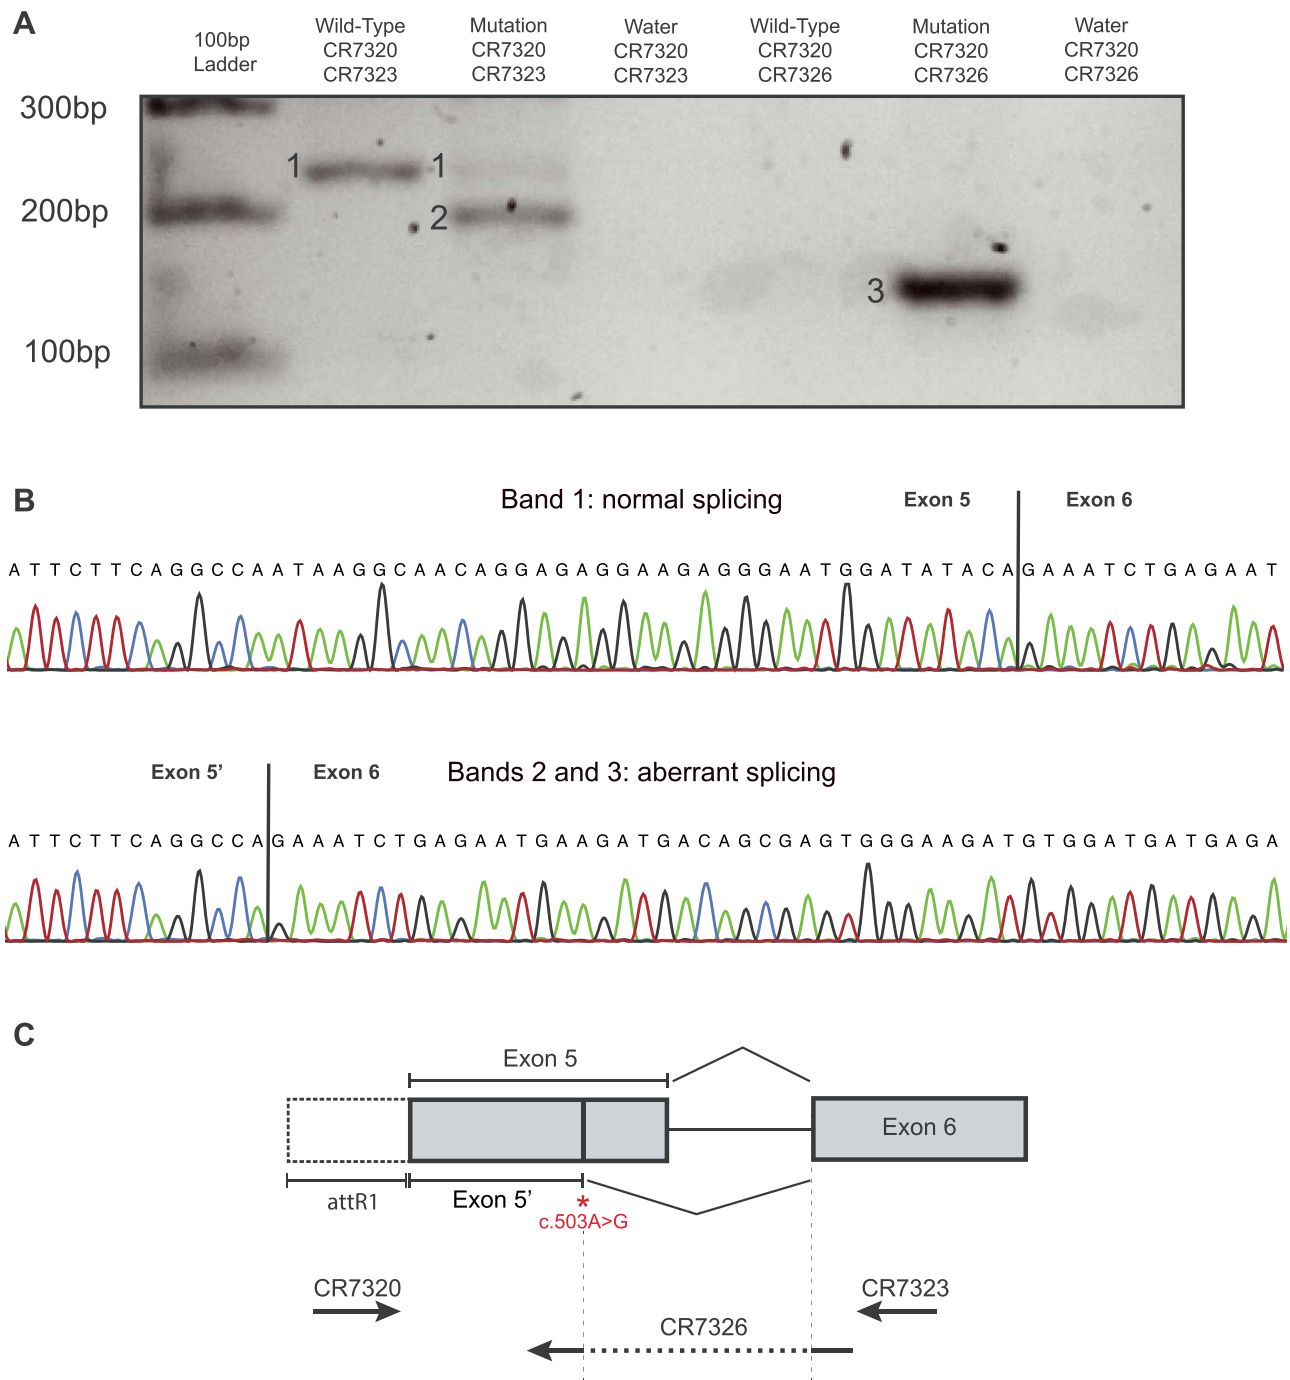 A
100bp
Ladder
Wild-Type
CR7320
CR7323
Mutation
CR7320
CR7323
Water
CR7320
CR7323
Wild-Type
CR7320
CR7326
Mutation
CR7320
CR7326
Water
CR7320
CR7326
300bp
200bp
100bp
1
1
2
3
B
Band 1: normal splicing
Exon 5
Exon 6
A T T C T T C A G G C C A A T A A G G C A A C A G G A G A G G A A G A G G G A A T G G A T A T A C A G A A A T C T G A G A A T
Exon 5’
Exon 6
Bands 2 and 3: aberrant splicing
A T T C T T C A G G C C A G A A A T C T G A G A A T G A A G A T G A C A G C G A G T G G G A A G A T G T G G A T G A T G A G A
C
Exon 5
Exon 6
attR1
Exon 5’
*
c.503A>G
CR7320
CR7323
CR7326